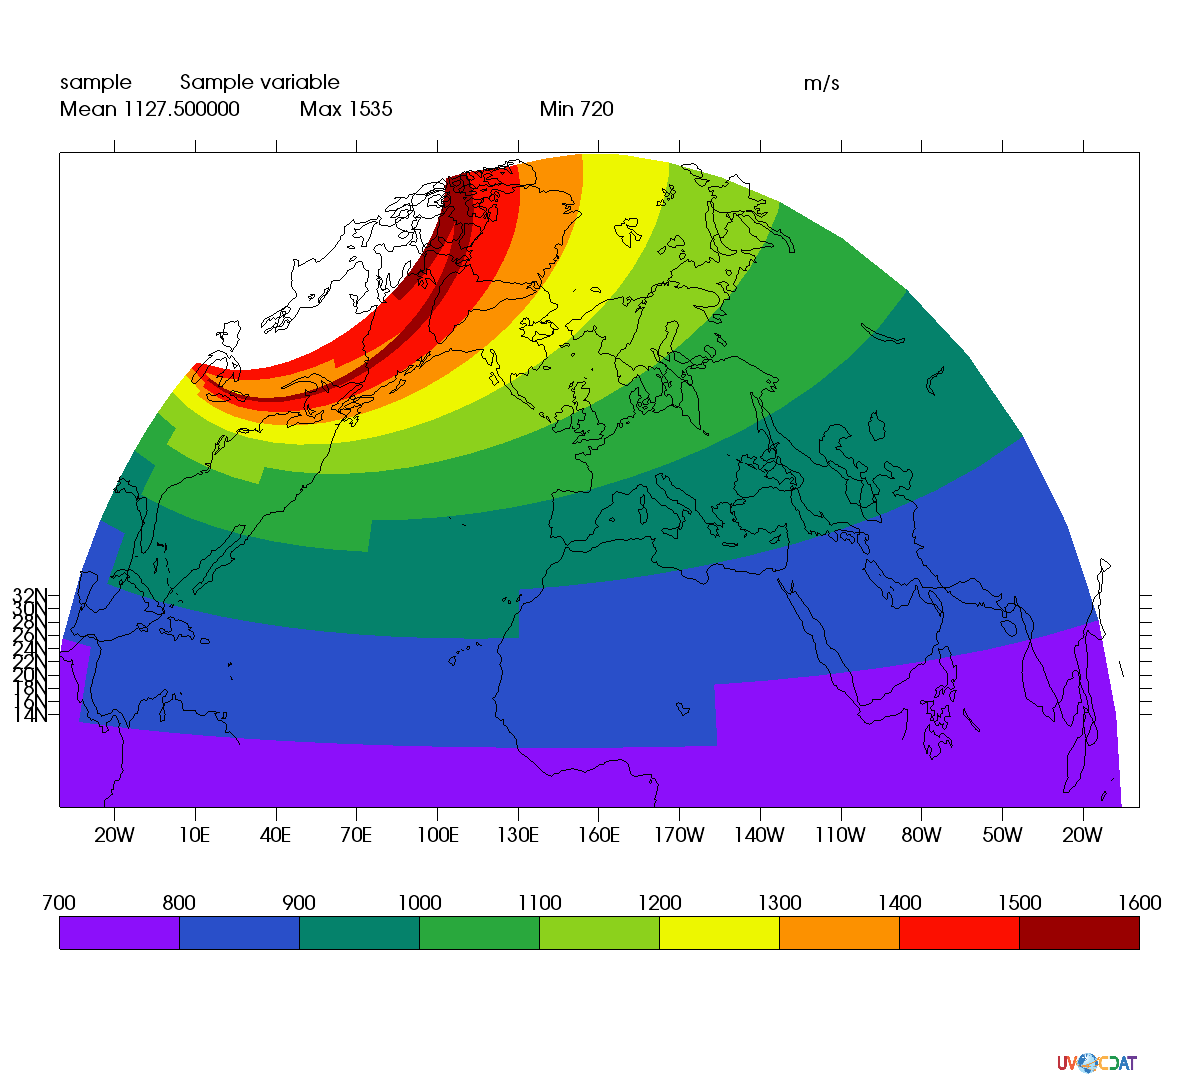 sample Sample variable m/s
Mean 1127.500000 Max 1535 Min 720
32N
30N
28N
26N
24N
22N
20N
18N
16N
14N
20W 10E 40E 70E 100E 130E 160E 170W 140W 110W 80W 50W 20W
700 800 900 1000 1100 1200 1300 1400 1500 1600
UV CDAT